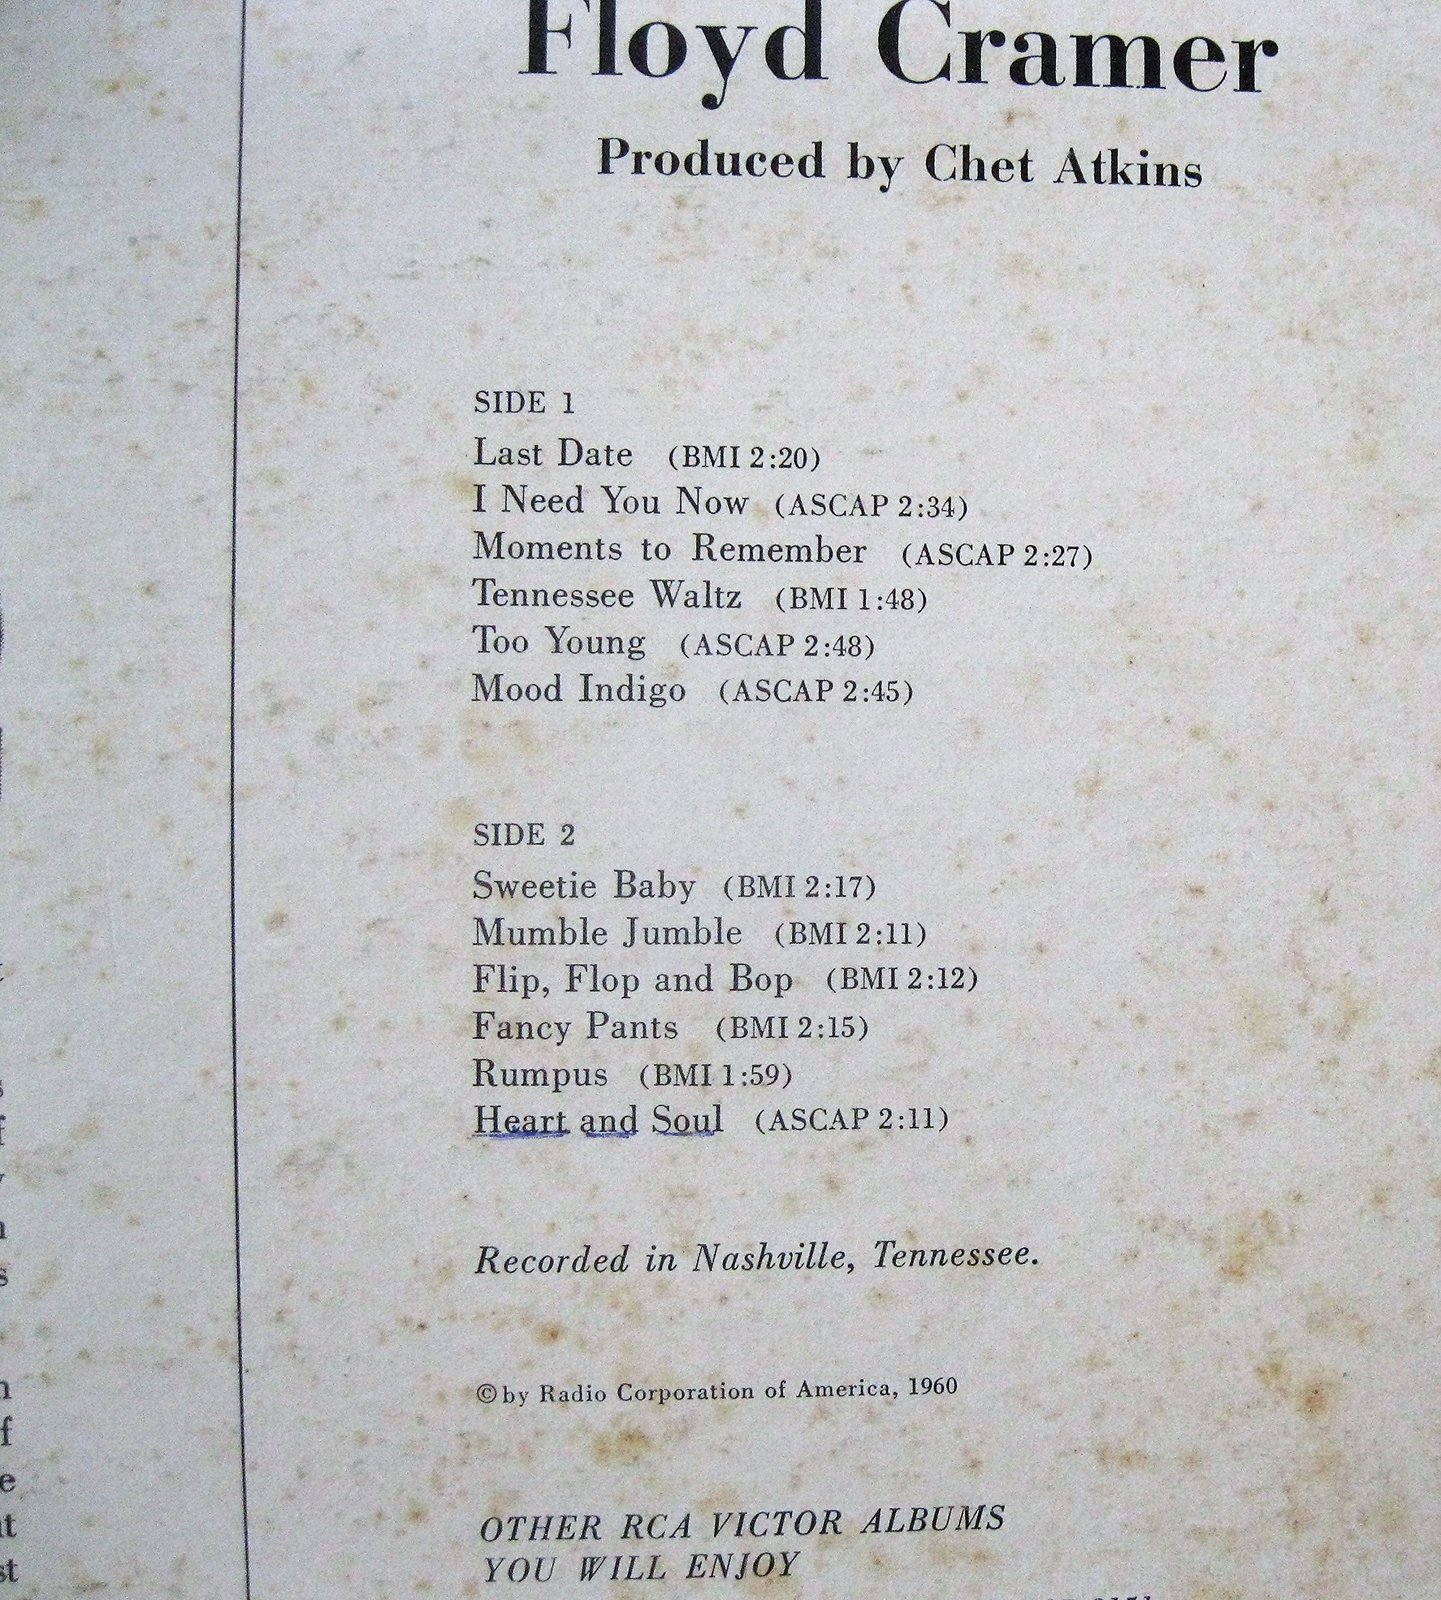 Floyd Cramer
Produced by Chet Atkins
SIDE 1
Last Date (BMI 2:20)
I Need You Now (ASCAP 2:34)
Moments to Remember (ASCAP 2:27)
Tennessee Waltz (BMI 1:48)
Too Young (ASCAP 2:48)
Mood Indigo (ASCAP 2:45)
SIDE 2
Sweetie Baby (BMI 2:17)
Mumble Jumble (BMI 2:11)
Flip, Flop and Bop (BMI 2:12)
Fancy Pants (BMI 2:15)
Rumpus (BMI 1:59)
Heart and Soul (ASCAP 2:11)
Recorded in Nashville, Tennessee.
© by Radio Corporation of America, 1960
OTHER RCA VICTOR ALBUMS
YOU WILL ENJOY